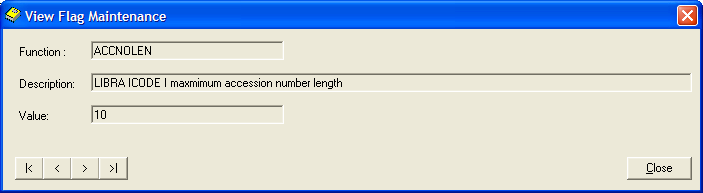 View Flag Maintenance
Function :
ACCNOLEN
Description:
LIBRA ICODE I maxmimum accession number length
Value:
10
Close